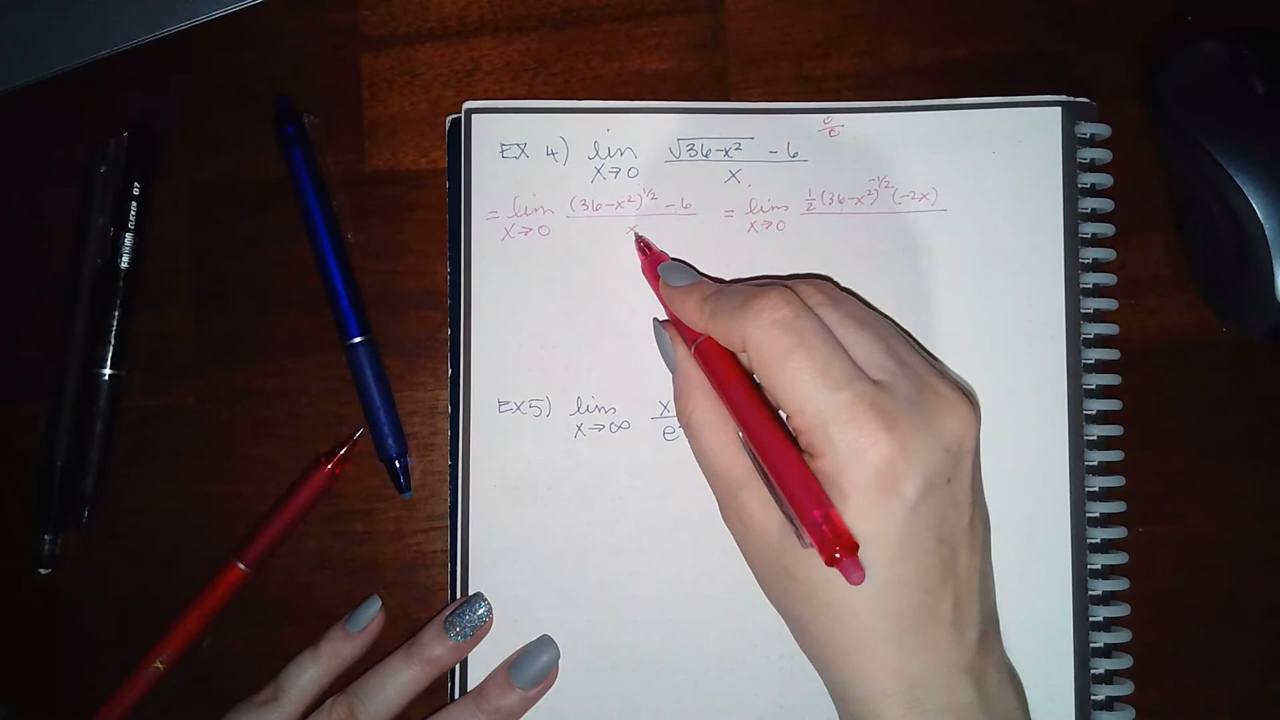 0/0
EX 4) lim x→0 (√(36-x²) - 6)/x
= lim x→0 ((36-x²)^(1/2) - 6)/x = lim x→0 ½(36-x²)^(-1/2)(-2x)
EX5) lim x→∞ x/e
FRIXION CLICKER 07